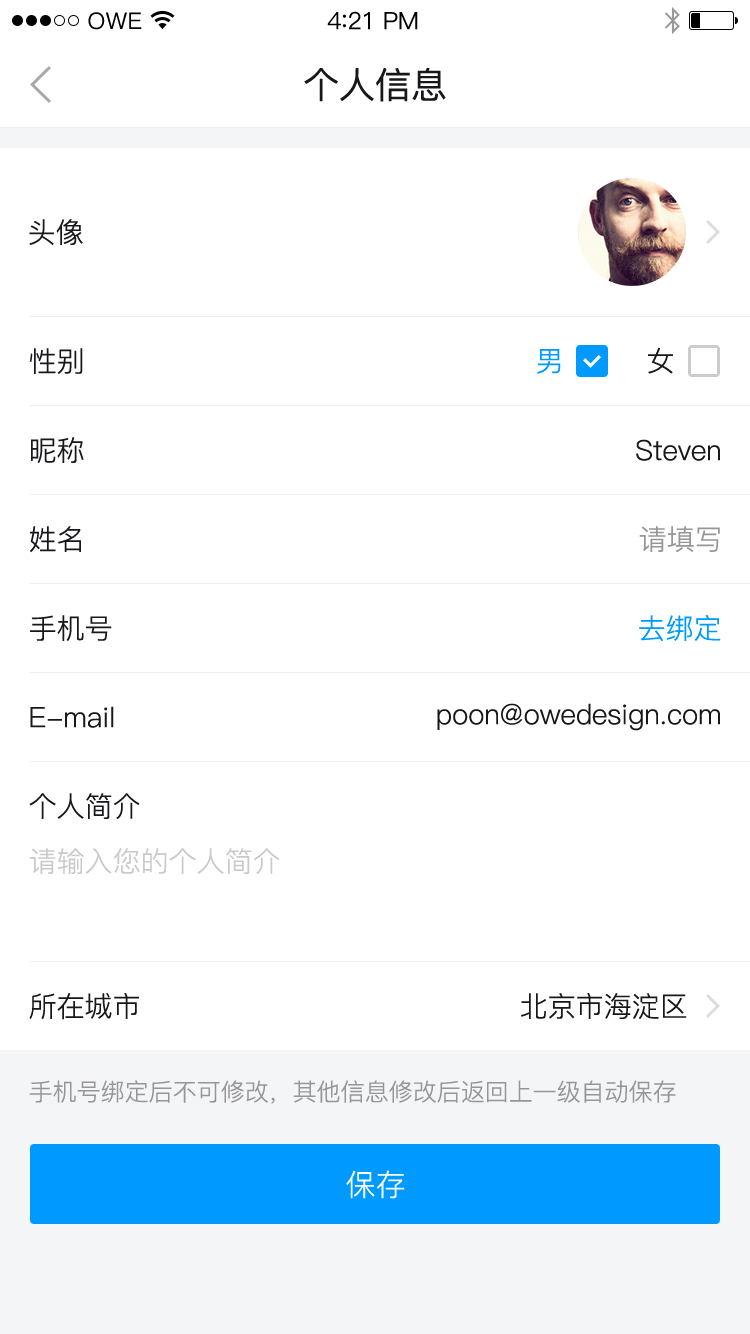 OWE 4:21 PM
个人信息
头像
性别 男 女
昵称 Steven
姓名 请填写
手机号 去绑定
E-mail poon@owedesign.com
个人简介
请输入您的个人简介
所在城市 北京市海淀区
手机号绑定后不可修改，其他信息修改后返回上一级自动保存
保存